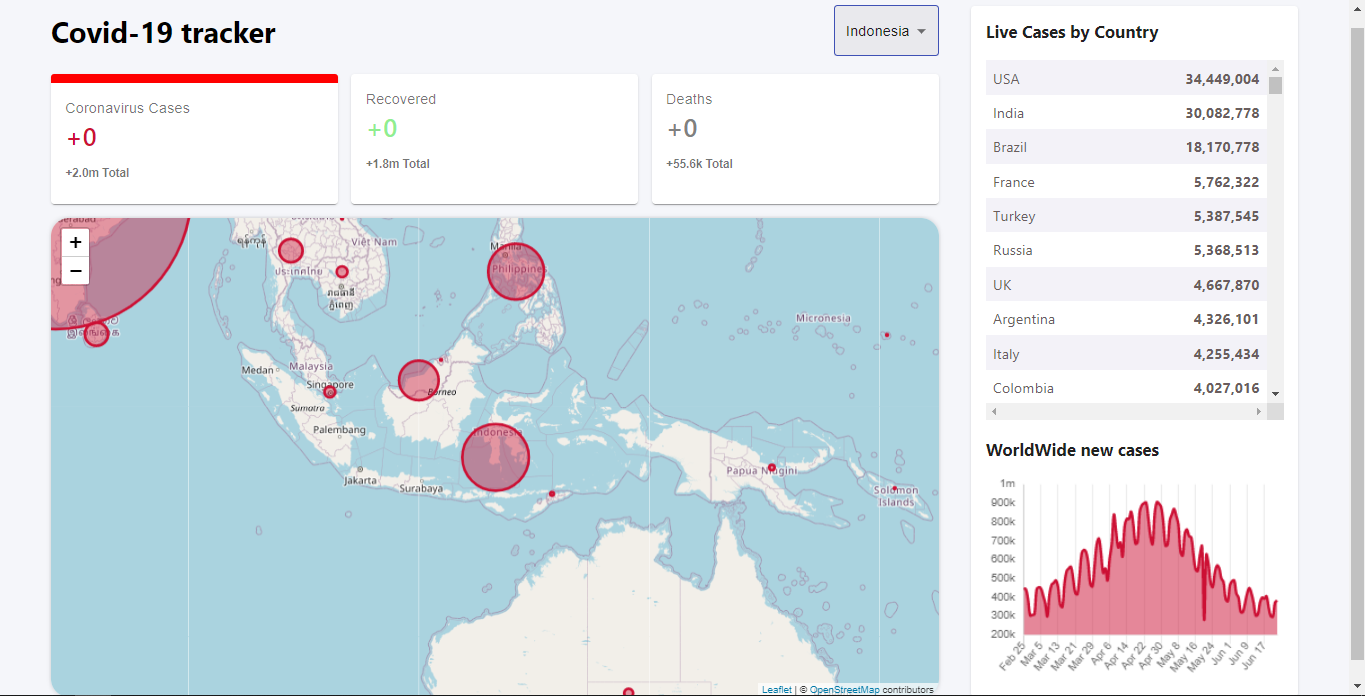 Covid-19 tracker
Indonesia
Coronavirus Cases
+0
+2.0m Total
Recovered
+0
+1.8m Total
Deaths
+0
+55.6k Total
+
−
Việt Nam
ประเทศไทย
Manila
Philippines
Micronesia
Medan
Malaysia
Singapore
Sumatra
Borneo
Palembang
Indonesia
Jakarta
Surabaya
Papua Niugini
Solomon
Islands
Leaflet | © OpenStreetMap contributors
Live Cases by Country
USA 34,449,004
India 30,082,778
Brazil 18,170,778
France 5,762,322
Turkey 5,387,545
Russia 5,368,513
UK 4,667,870
Argentina 4,326,101
Italy 4,255,434
Colombia 4,027,016
WorldWide new cases
1m
900k
800k
700k
600k
500k
400k
300k
200k
Feb 25 Mar 5 Mar 13 Mar 21 Mar 29 Apr 6 Apr 14 Apr 22 Apr 30 May 8 May 16 May 24 Jun 1 Jun 9 Jun 17